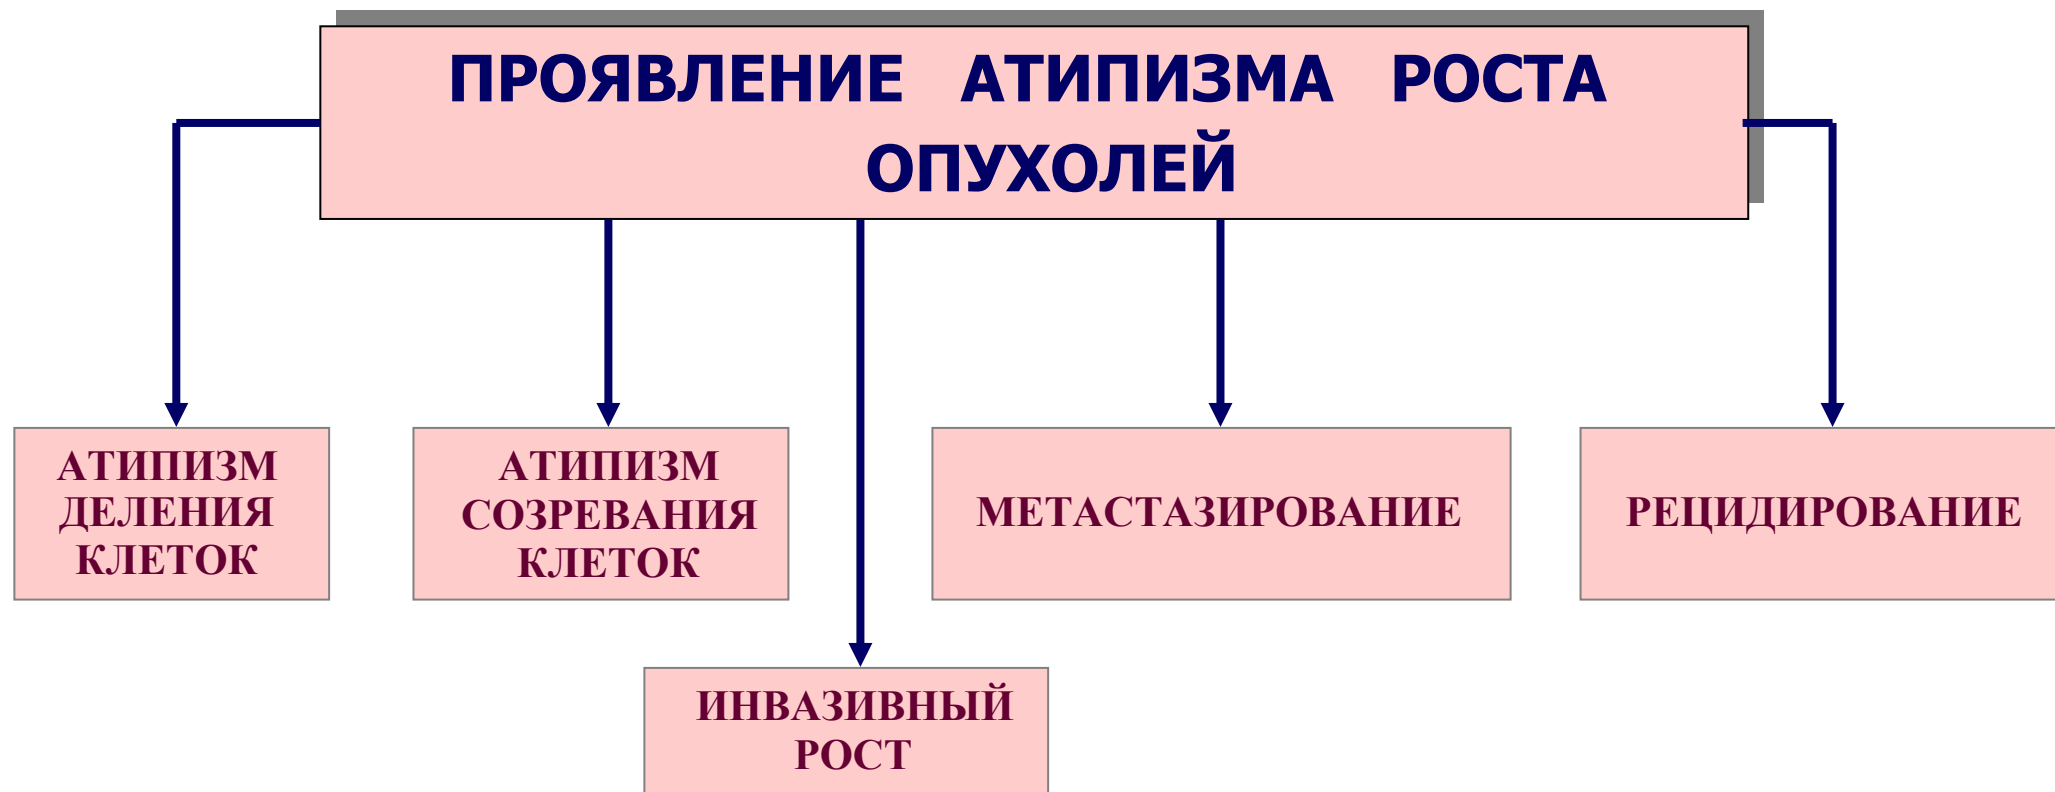 ПРОЯВЛЕНИЕ АТИПИЗМА РОСТА
ОПУХОЛЕЙ
АТИПИЗМ
ДЕЛЕНИЯ
КЛЕТОК
АТИПИЗМ
СОЗРЕВАНИЯ
КЛЕТОК
МЕТАСТАЗИРОВАНИЕ
РЕЦИДИРОВАНИЕ
ИНВАЗИВНЫЙ
РОСТ